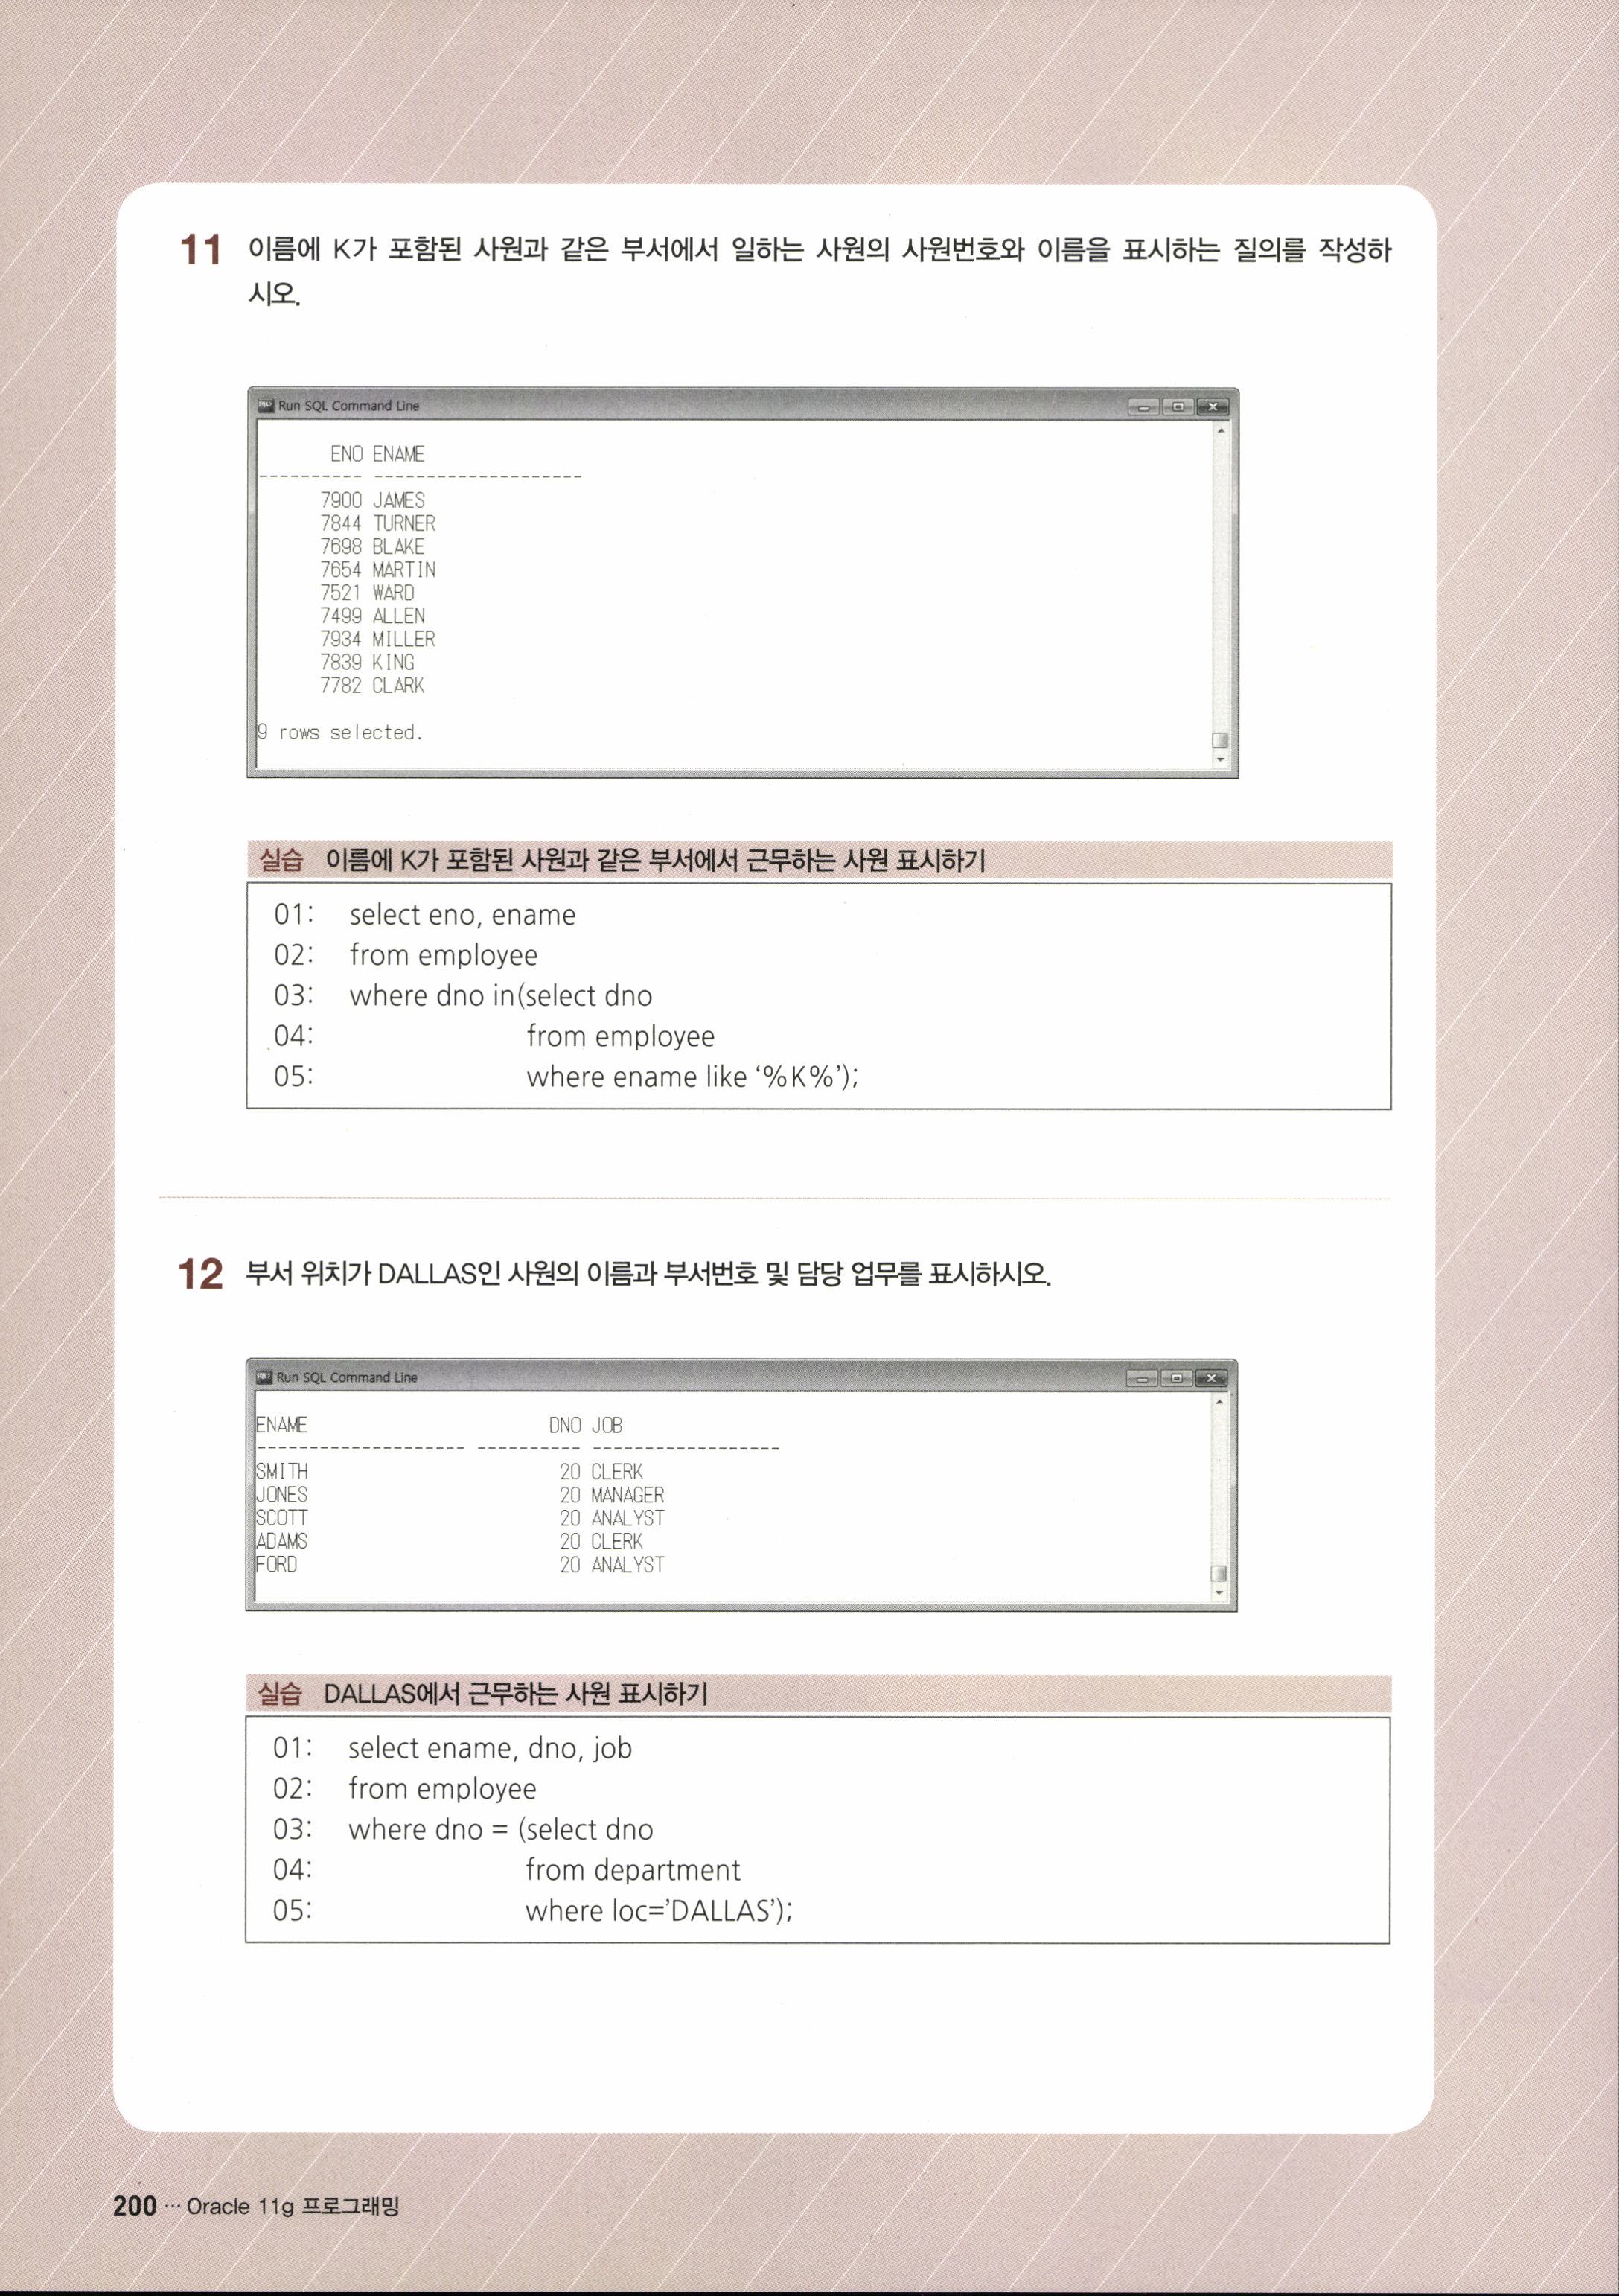 11 이름에 K가 포함된 사원과 같은 부서에서 일하는 사원의 사원번호와 이름을 표시하는 질의를 작성하
시오.
Run SQL Command Line
ENO ENAME
---------- --------------------
7900 JAMES
7844 TURNER
7698 BLAKE
7654 MARTIN
7521 WARD
7499 ALLEN
7934 MILLER
7839 KING
7782 CLARK
9 rows selected.
실습 이름에 K가 포함된 사원과 같은 부서에서 근무하는 사원 표시하기
01: select eno, ename
02: from employee
03: where dno in(select dno
04: from employee
05: where ename like ‘%K%’);
12 부서 위치가 DALLAS인 사원의 이름과 부서번호 및 담당 업무를 표시하시오.
Run SQL Command Line
ENAME DNO JOB
-------------------- ---------- ------------------
SMITH 20 CLERK
JONES 20 MANAGER
SCOTT 20 ANALYST
ADAMS 20 CLERK
FORD 20 ANALYST
실습 DALLAS에서 근무하는 사원 표시하기
01: select ename, dno, job
02: from employee
03: where dno = (select dno
04: from department
05: where loc=’DALLAS’);
200 ··· Oracle 11g 프로그래밍